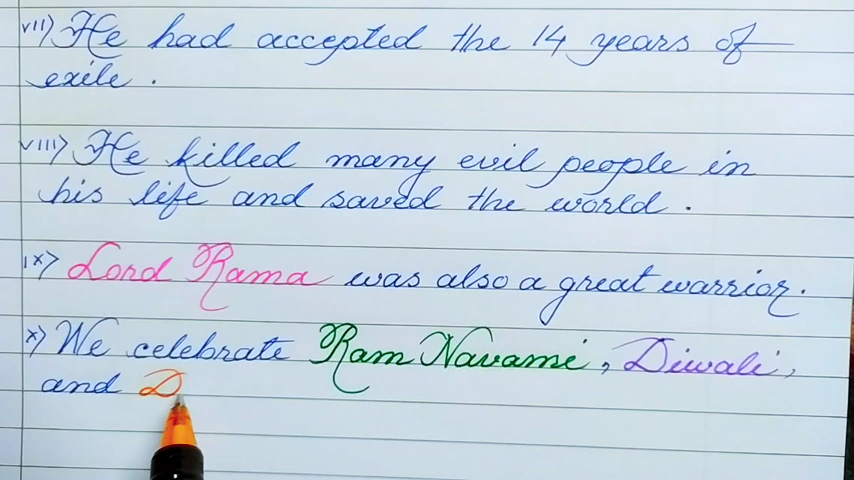 vii) He had accepted the 14 years of
exile.
viii) He killed many evil people in
his life and saved the world.
ix) Lord Rama was also a great warrior.
x) We celebrate Ram Navami, Diwali,
and D